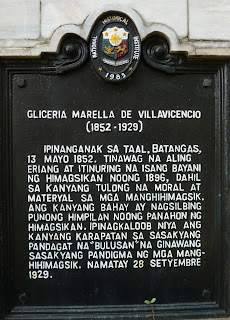 HISTORICAL
INSTITUTE
1983
GLICERIA MARELLA DE VILLAVICENCIO
(1852-1929)
IPINANGANAK SA TAAL, BATANGAS,
13 MAYO 1852. TINAWAG NA ALING
ERIANG AT ITINURING NA ISANG BAYANI
NG HIMAGSIKAN NOONG 1896, DAHIL
SA KANYANG TULONG NA MORAL AT
MATERYAL SA MGA MANGHIHIMAGSIK.
ANG KANYANG BAHAY AY NAGSILBING
PUNONG HIMPILAN NOONG PANAHON NG
HIMAGSIKAN. IPINAGKALOOB NIYA ANG
KANYANG KARAPATAN SA SASAKYANG
PANDAGAT NA "BULUSAN" NA GINAWANG
SASAKYANG PANDIGMA NG MGA MANG-
HIHIMAGSIK. NAMATAY 28 SETYEMBRE
1929.